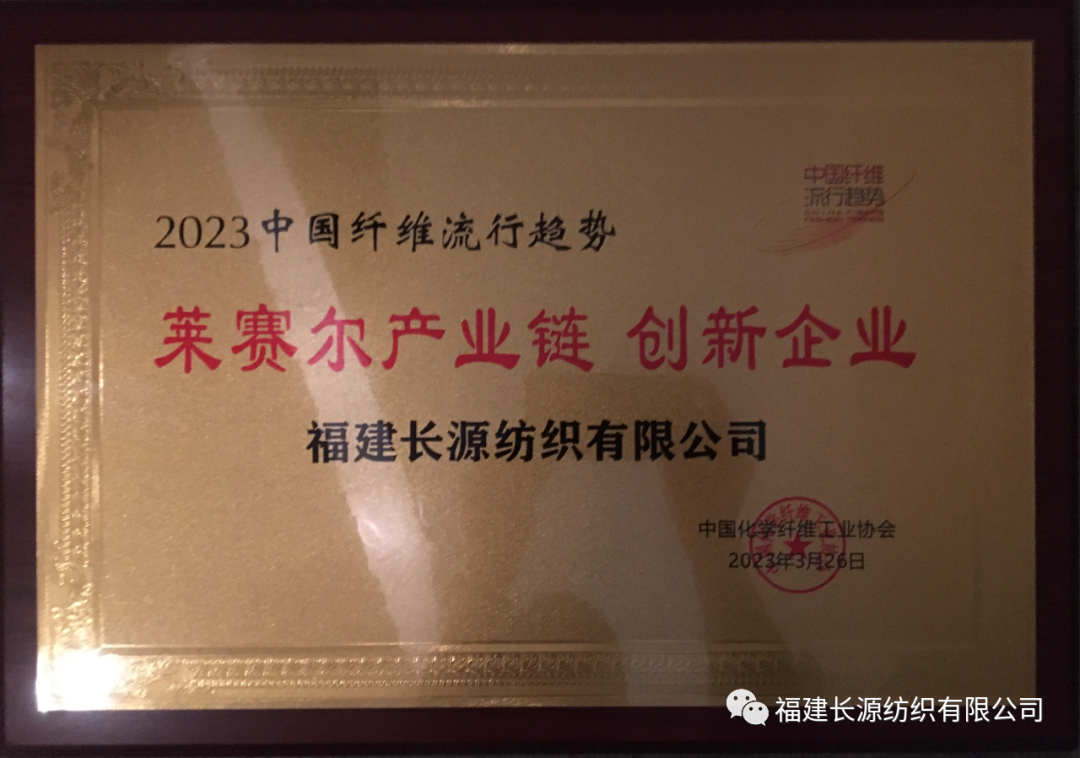 中国纤维
流行趋势
2023中国纤维流行趋势
莱赛尔产业链 创新企业
福建长源纺织有限公司
中国化学纤维工业协会
2023年3月26日
福建长源纺织有限公司